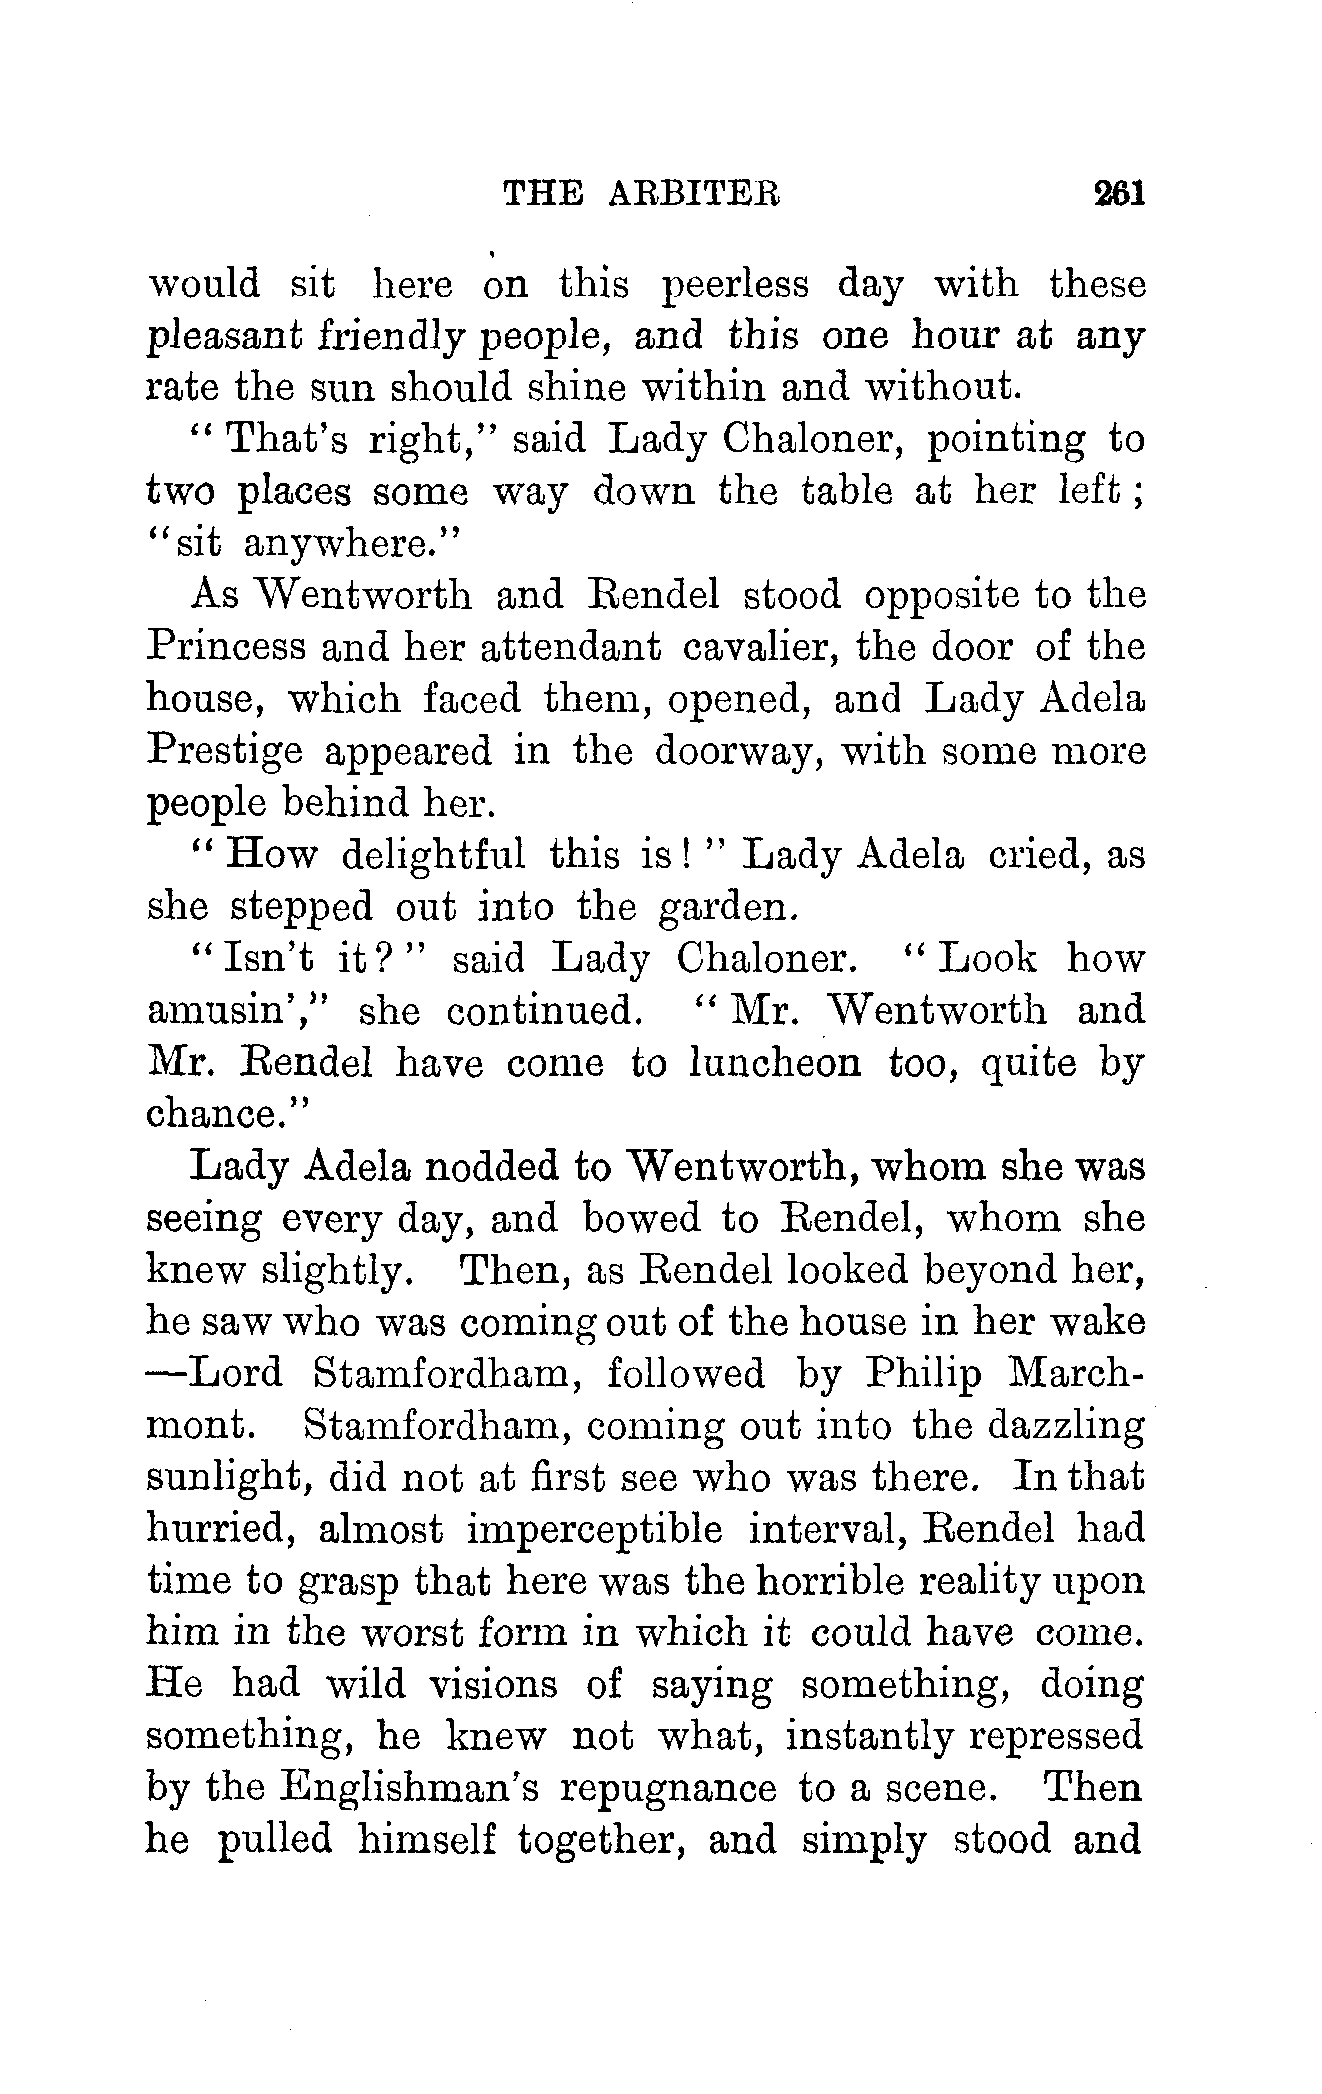 THE ARBITER 261
would sit here on this peerless day with these
pleasant friendly people, and this one hour at any
rate the sun should shine within and without.
“ That's right,” said Lady Chaloner, pointing to
two places some way down the table at her left ;
“sit anywhere.”
As Wentworth and Rendel stood opposite to the
Princess and her attendant cavalier, the door of the
house, which faced them, opened, and Lady Adela
Prestige appeared in the doorway, with some more
people behind her.
“ How delightful this is! ” Lady Adela cried, as
she stepped out into the garden.
“ Isn't it? ” said Lady Chaloner. “ Look how
amusin',” she continued. “ Mr. Wentworth and
Mr. Rendel have come to luncheon too, quite by
chance.”
Lady Adela nodded to Wentworth, whom she was
seeing every day, and bowed to Rendel, whom she
knew slightly. Then, as Rendel looked beyond her,
he saw who was coming out of the house in her wake
—Lord Stamfordham, followed by Philip March-
mont. Stamfordham, coming out into the dazzling
sunlight, did not at first see who was there. In that
hurried, almost imperceptible interval, Rendel had
time to grasp that here was the horrible reality upon
him in the worst form in which it could have come.
He had wild visions of saying something, doing
something, he knew not what, instantly repressed
by the Englishman's repugnance to a scene. Then
he pulled himself together, and simply stood and